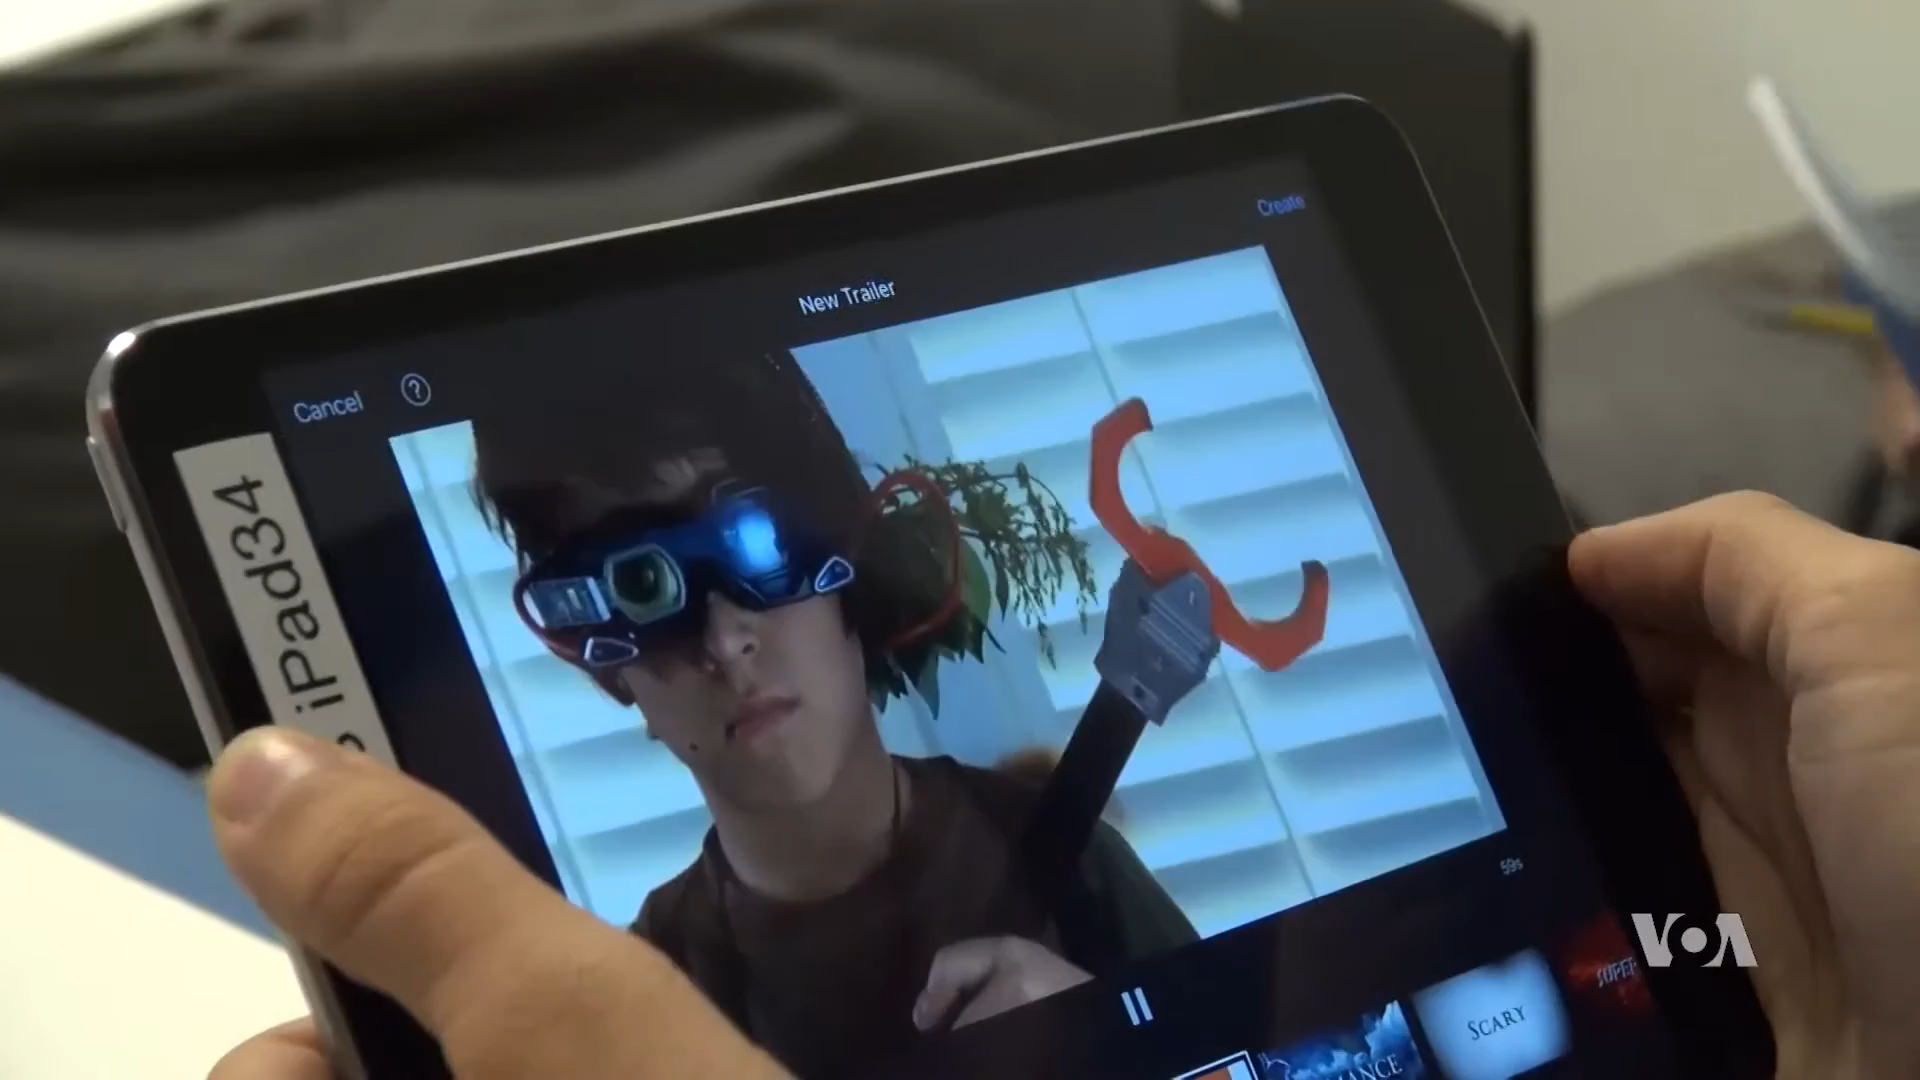 Create
New Trailer
Cancel ?
iPad34
59s
VOA
SCARY